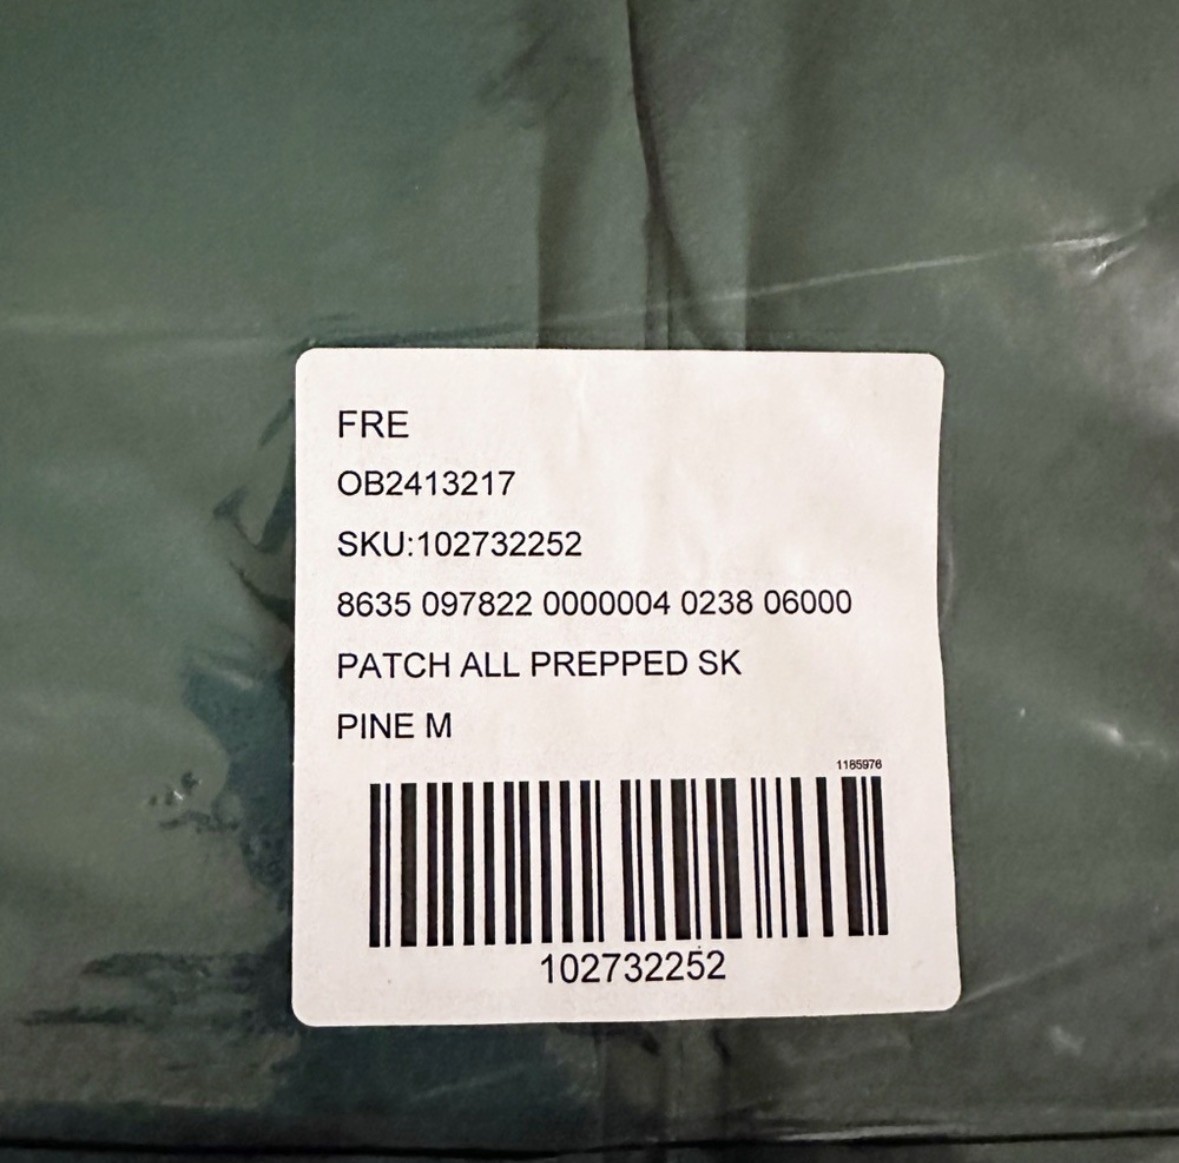 FRE
OB2413217
SKU:102732252
8635 097822 0000004 0238 06000
PATCH ALL PREPPED SK
PINE M
1185976
102732252